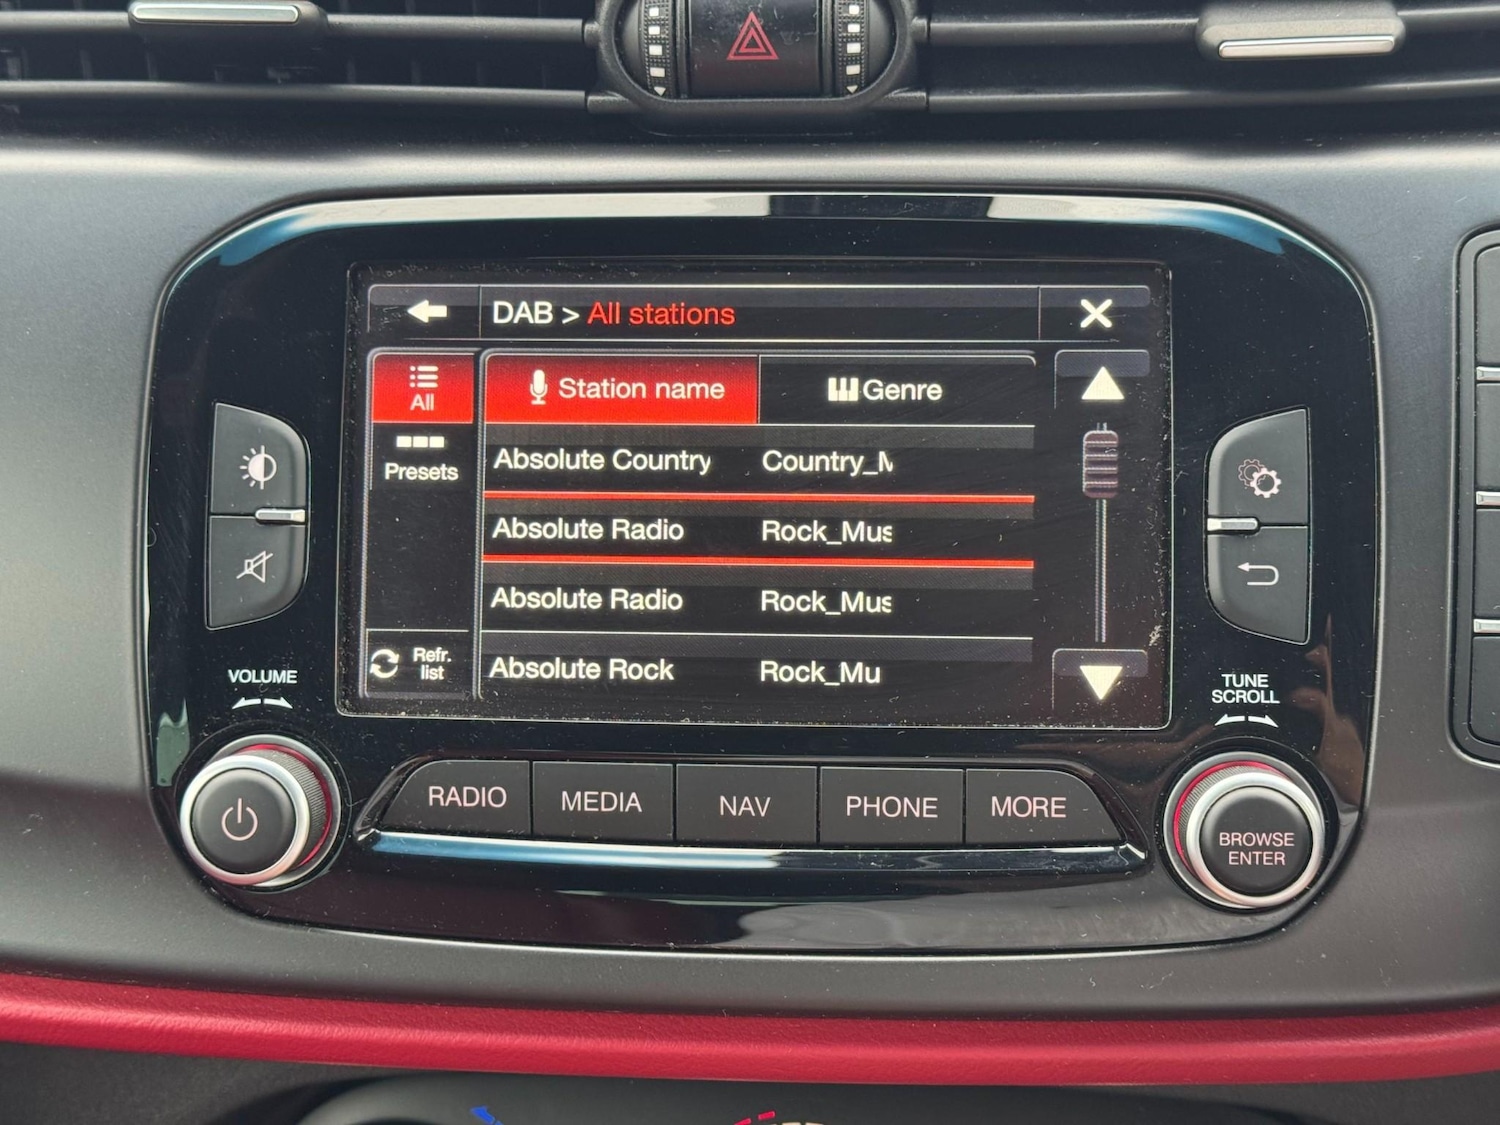 DAB > All stations
All
Station name
Genre
Presets
Absolute Country
Country_M
Absolute Radio
Rock_Mus
Absolute Radio
Rock_Mus
Refr.
list
Absolute Rock
Rock_Mu
VOLUME
TUNE
SCROLL
RADIO
MEDIA
NAV
PHONE
MORE
BROWSE
ENTER